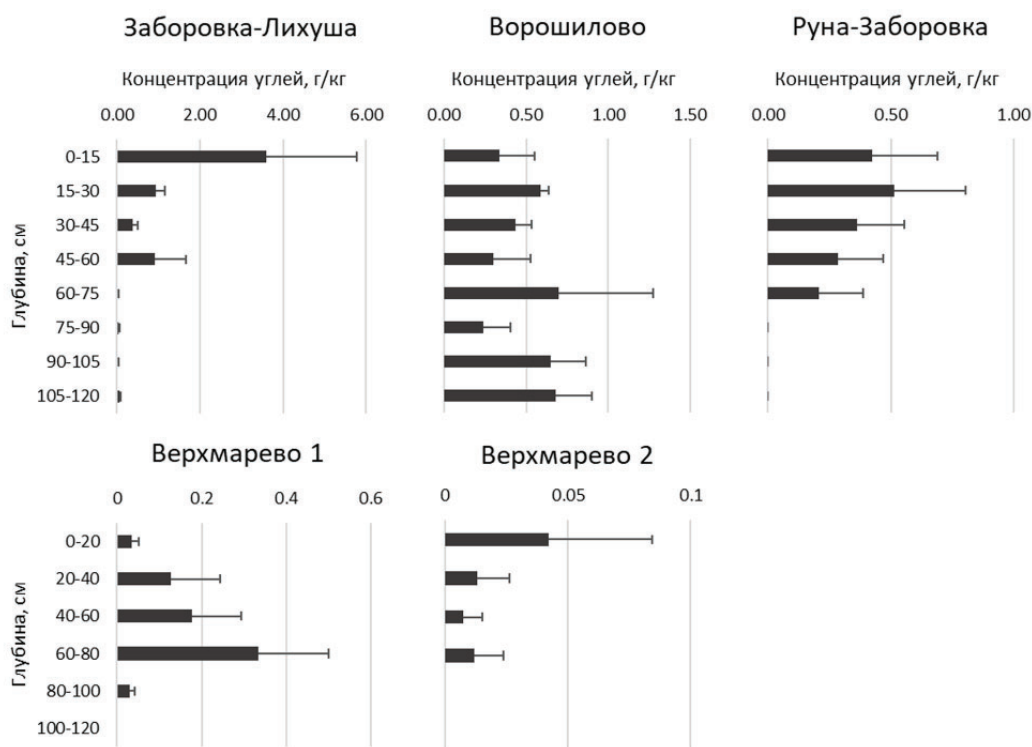 Заборовка-Лихуша
Концентрация углей, г/кг
0.00 2.00 4.00 6.00
Глубина, см
0-15
15-30
30-45
45-60
60-75
75-90
90-105
105-120
Ворошилово
Концентрация углей, г/кг
0.00 0.50 1.00 1.50
Руна-Заборовка
Концентрация углей, г/кг
0.00 0.50 1.00
Верхмарево 1
0 0.2 0.4 0.6
Глубина, см
0-20
20-40
40-60
60-80
80-100
100-120
Верхмарево 2
0 0.05 0.1